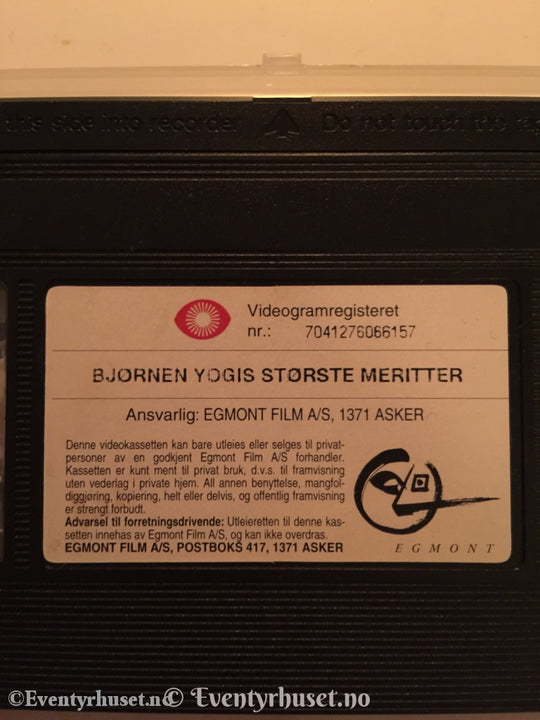 this side into recorder Do not touch the
Videogramregisteret
nr.: 7041276066157
BJØRNEN YOGIS STØRSTE MERITTER
Ansvarlig: EGMONT FILM A/S, 1371 ASKER
Denne videokassetten kan bare utleies eller selges til privat-
personer av en godkjent Egmont Film A/S forhandler.
Kassetten er kunt ment til privat bruk, d.v.s. til framvisning
uten vederlag i private hjem. All annen benyttelse, mangfol-
diggjøring, kopiering, helt eller delvis, og offentlig framvisning
er strengt forbudt.
Advarsel til forretningsdrivende: Utleieretten til denne kas-
setten innehas av Egmont Film A/S, og kan ikke overdras.
EGMONT FILM A/S, POSTBOKS 417, 1371 ASKER
EGMONT
©Eventyrhuset.no
© Eventyrhuset.no